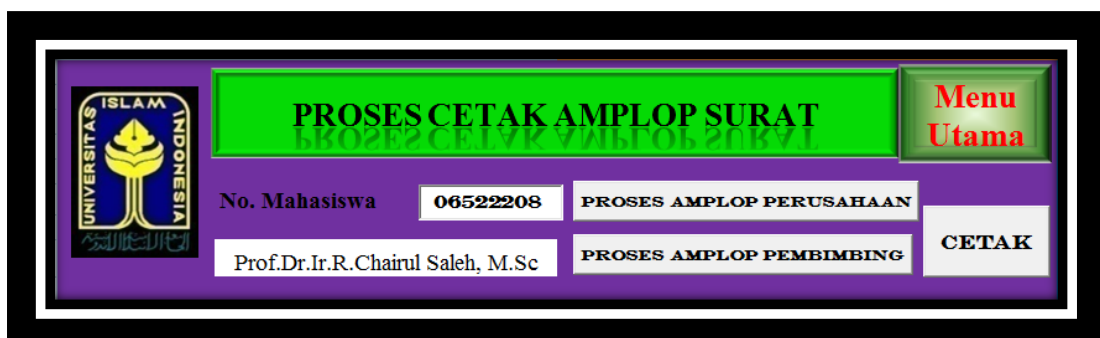 UNIVERSITAS ISLAM INDONESIA
PROSES CETAK AMPLOP SURAT
Menu
Utama
No. Mahasiswa
06522208
PROSES AMPLOP PERUSAHAAN
Prof.Dr.Ir.R.Chairul Saleh, M.Sc
PROSES AMPLOP PEMBIMBING
CETAK